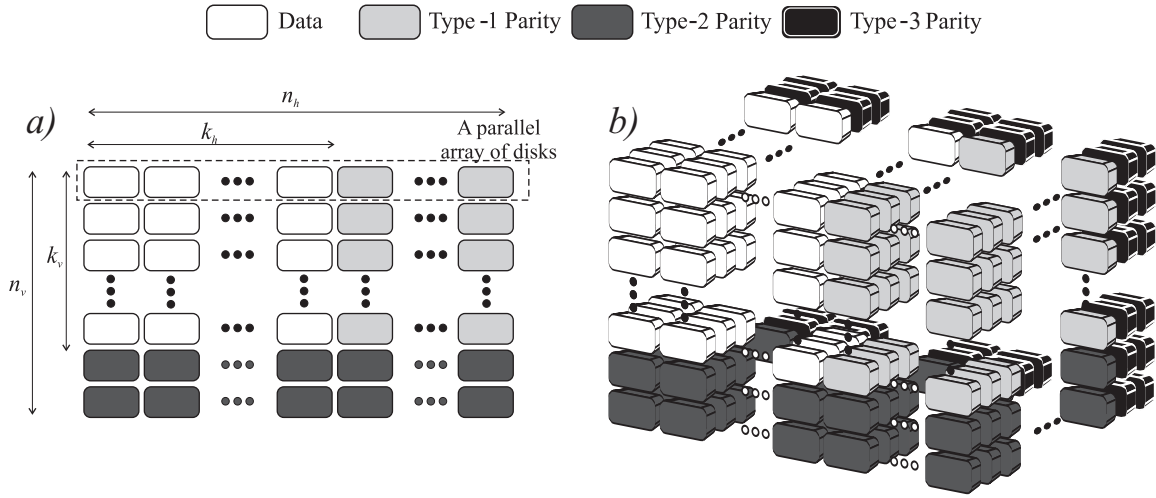 Data Type-1 Parity Type-2 Parity Type-3 Parity
a) n_h b)
k_h A parallel
array of disks
n_v k_v